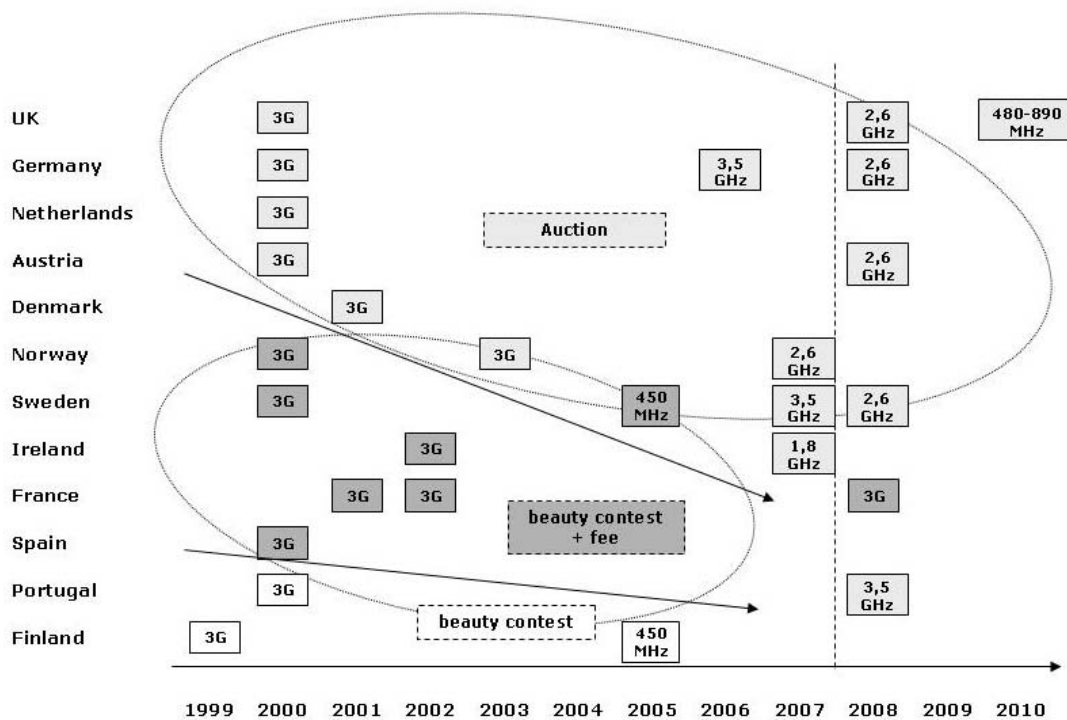 UK 3G 2,6 GHz 480-890 MHz
Germany 3G 3,5 GHz 2,6 GHz
Netherlands 3G
Auction
Austria 3G 2,6 GHz
Denmark 3G
Norway 3G 3G 2,6 GHz
Sweden 3G 450 MHz 3,5 GHz 2,6 GHz
Ireland 3G 1,8 GHz
France 3G 3G 3G
beauty contest
+ fee
Spain 3G
Portugal 3G 3,5 GHz
beauty contest
Finland 3G 450 MHz
1999 2000 2001 2002 2003 2004 2005 2006 2007 2008 2009 2010